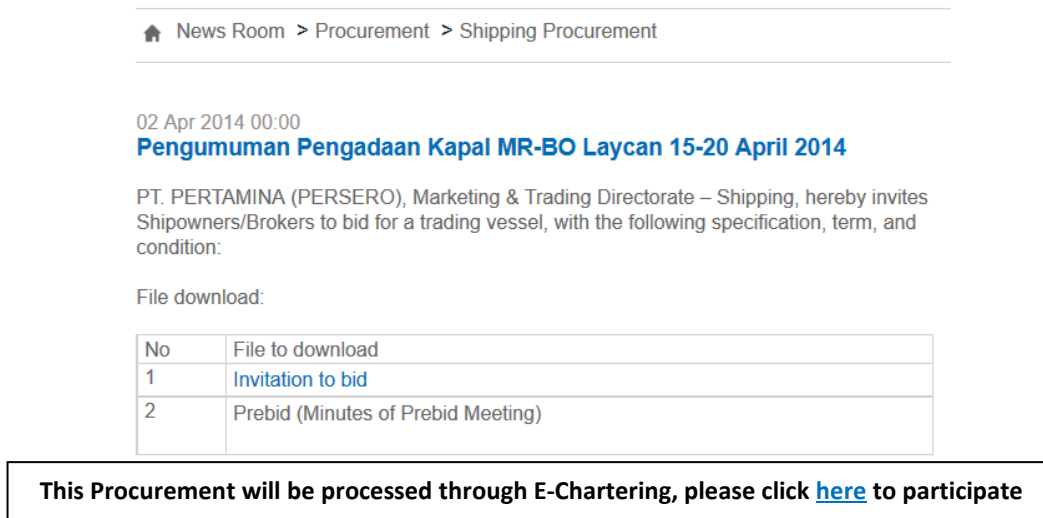 News Room > Procurement > Shipping Procurement
02 Apr 2014 00:00
Pengumuman Pengadaan Kapal MR-BO Laycan 15-20 April 2014
PT. PERTAMINA (PERSERO), Marketing & Trading Directorate – Shipping, hereby invites
Shipowners/Brokers to bid for a trading vessel, with the following specification, term, and
condition:
File download:
No File to download
1 Invitation to bid
2 Prebid (Minutes of Prebid Meeting)
This Procurement will be processed through E-Chartering, please click here to participate